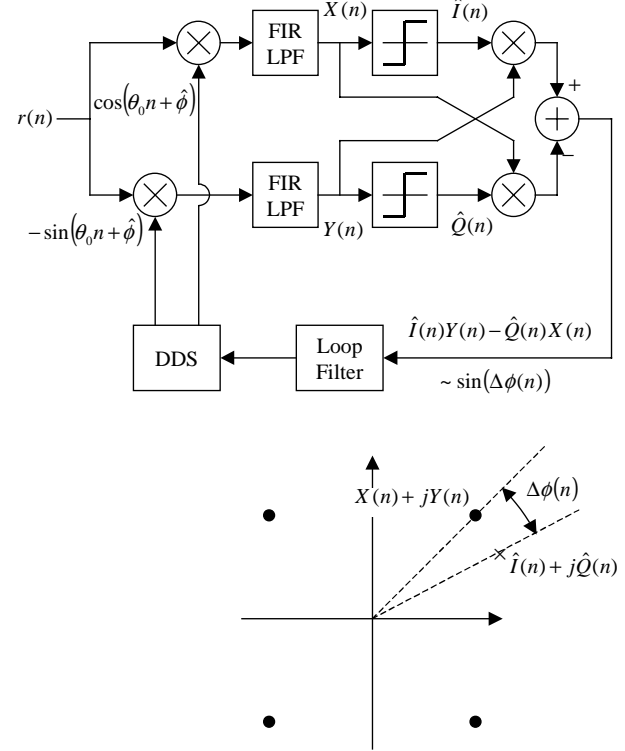 X(n)
Î(n)
FIR
LPF
cos(θ₀n + φ̂)
r(n)
+
+
−
FIR
LPF
− sin(θ₀n + φ̂)
Y(n)
Q̂(n)
DDS
Loop
Filter
Î(n)Y(n) − Q̂(n)X(n)
~ sin(Δφ(n))
X(n) + jY(n)
Δφ(n)
Î(n) + jQ̂(n)